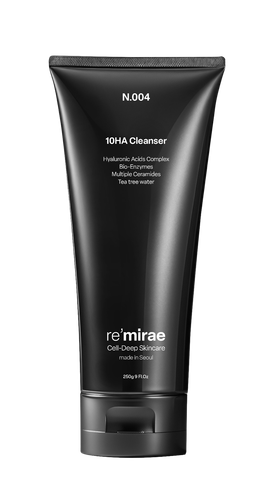 N.004
10HA Cleanser
Hyaluronic Acids Complex
Bio-Enzymes
Multiple Ceramides
Tea tree water
re'mirae
Cell-Deep Skincare
made in Seoul
250g 9 Fl.Oz